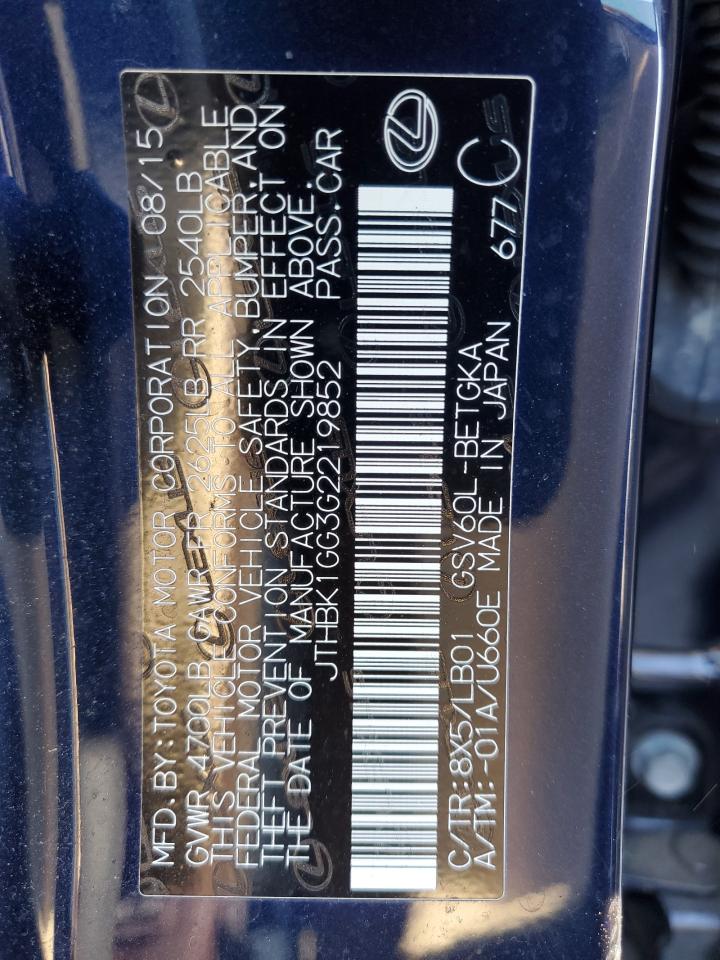 MFD. BY: TOYOTA MOTOR CORPORATION 08/15
GVWR 4700LB GAWR FR 2625LB RR 2540LB
THIS VEHICLE CONFORMS TO ALL APPLICABLE
FEDERAL MOTOR VEHICLE SAFETY, BUMPER, AND
THEFT PREVENTION STANDARDS IN EFFECT ON
THE DATE OF MANUFACTURE SHOWN ABOVE.
JTHBK1GG3G2219852 PASS. CAR
C/TR: 8X5/LB01 GSV60L-BETGKA
A/TM: -01A/U660E MADE IN JAPAN 677 C